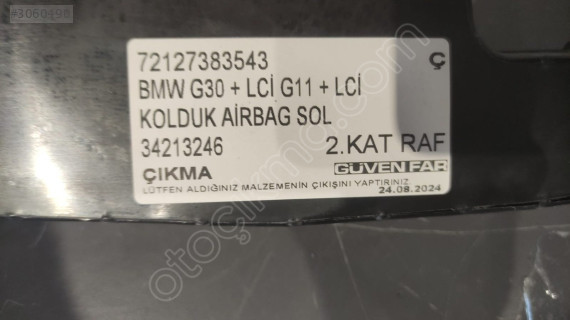 #3060496
72127383543 Ç
BMW G30 + LCİ G11 + LCİ
KOLDUK AİRBAG SOL
34213246 2.KAT RAF
ÇIKMA GÜVEN FAR
LÜTFEN ALDIĞINIZ MALZEMENİN ÇIKIŞINI YAPTIRINIZ
24.08.2024
otoçıkma.com